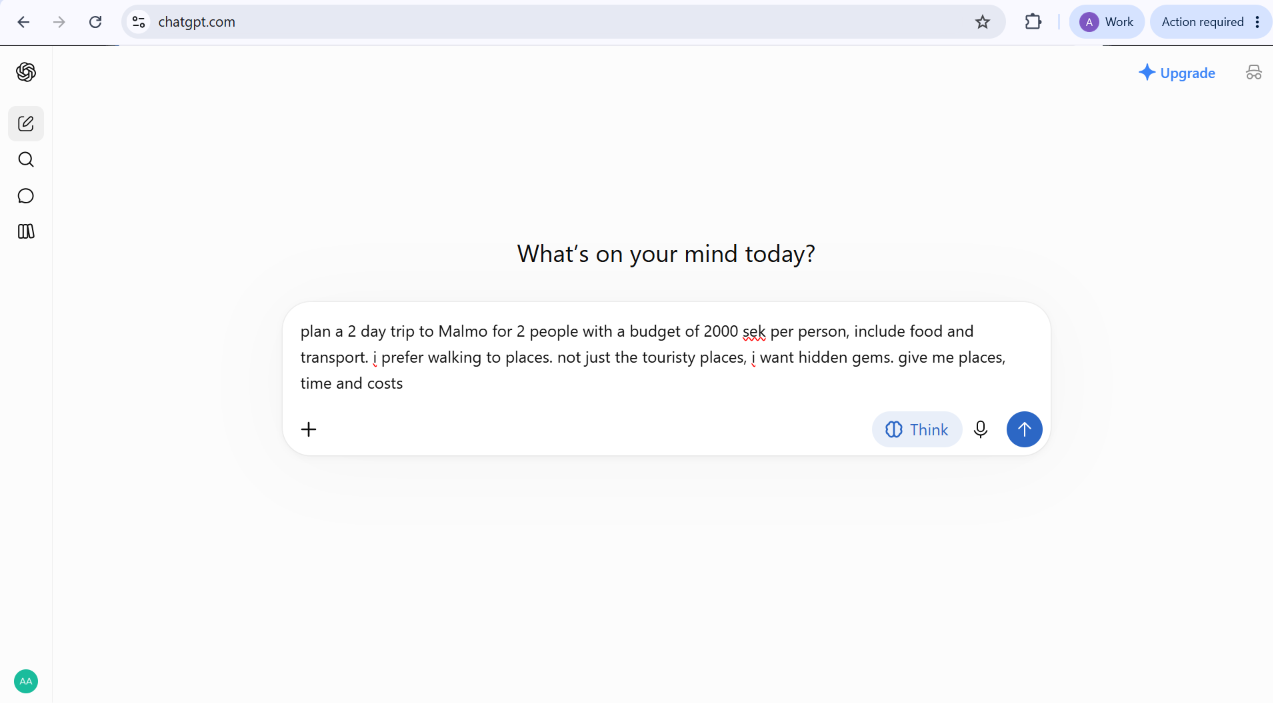 chatgpt.com
A Work
Action required
Upgrade
What's on your mind today?
plan a 2 day trip to Malmo for 2 people with a budget of 2000 sek per person, include food and
transport. i prefer walking to places. not just the touristy places, i want hidden gems. give me places,
time and costs
Think
AA